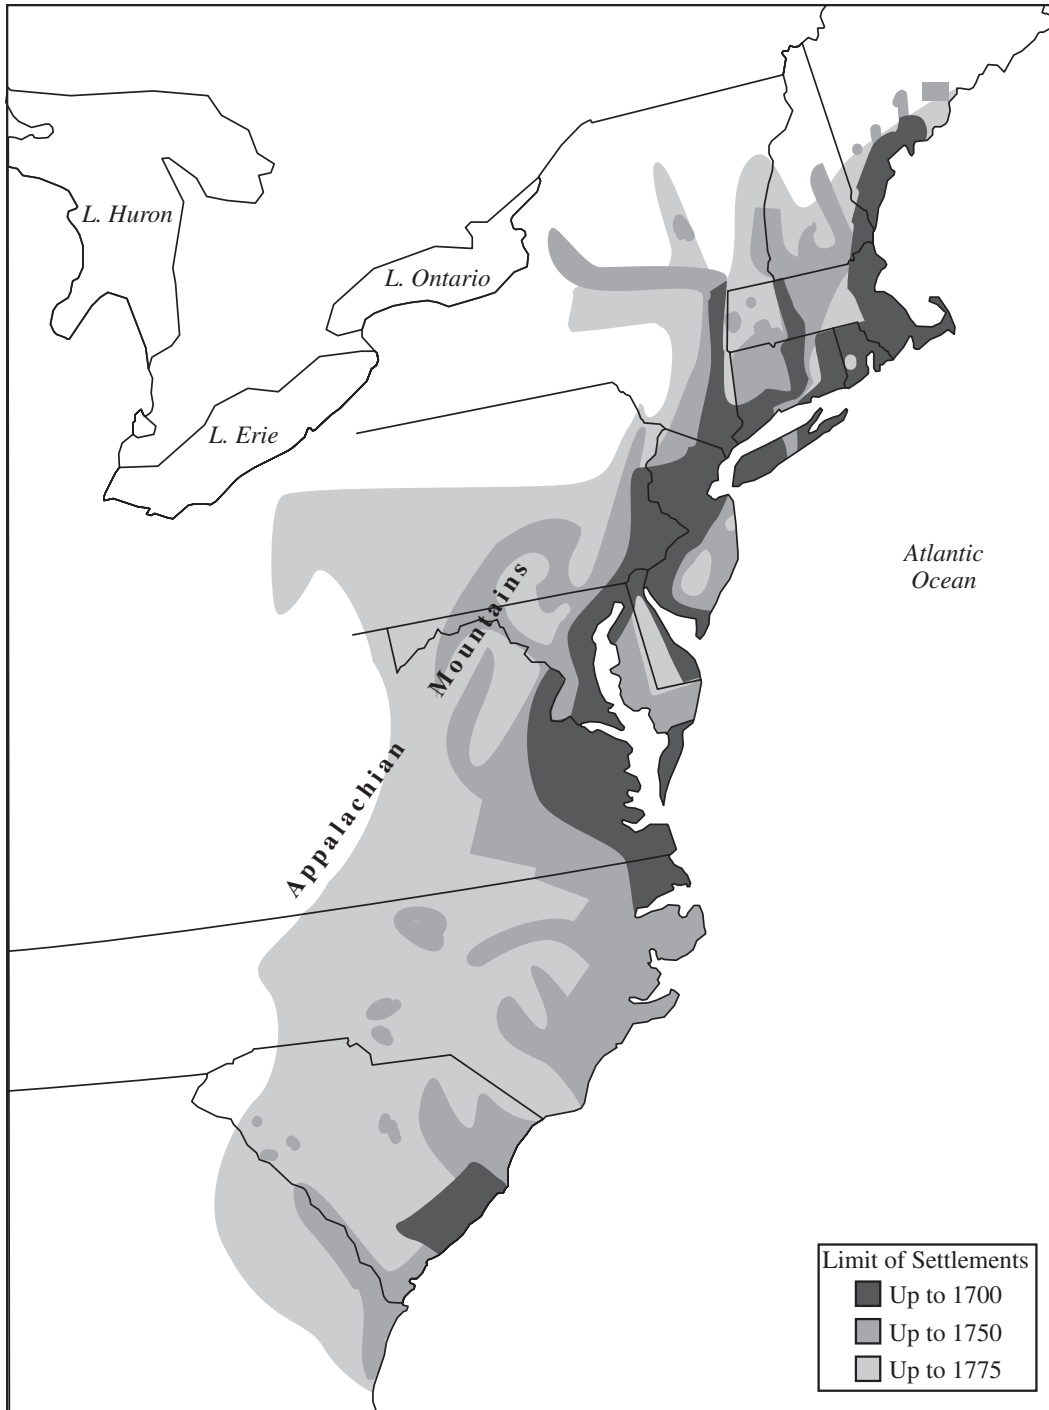 L. Huron
L. Ontario
L. Erie
Atlantic
Ocean
Appalachian
Mountains
Limit of Settlements
Up to 1700
Up to 1750
Up to 1775